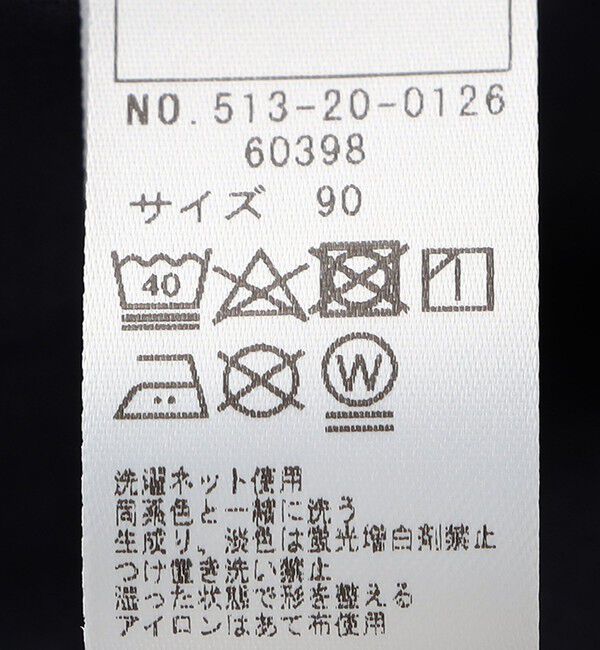 NO. 513-20-0126
60398
サイズ 90
40
W
洗濯ネット使用
同系色と一緒に洗う
生成り、淡色は蛍光増白剤禁止
つけ置き洗い禁止
湿った状態で形を整える
アイロンはあて布使用